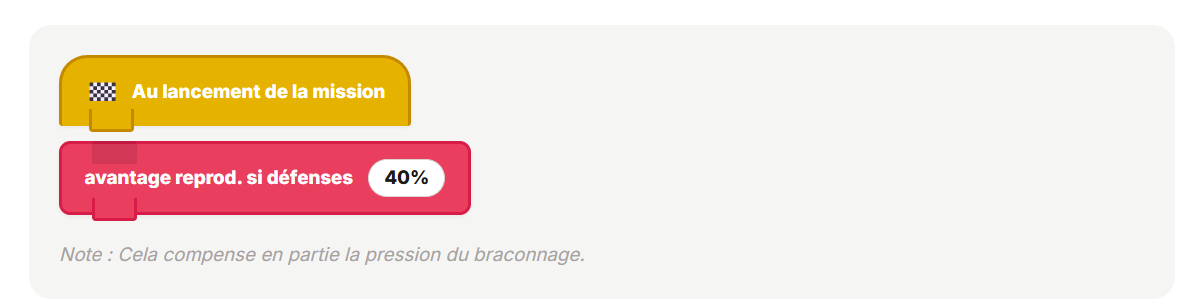 Au lancement de la mission
avantage reprod. si défenses 40%
Note : Cela compense en partie la pression du braconnage.